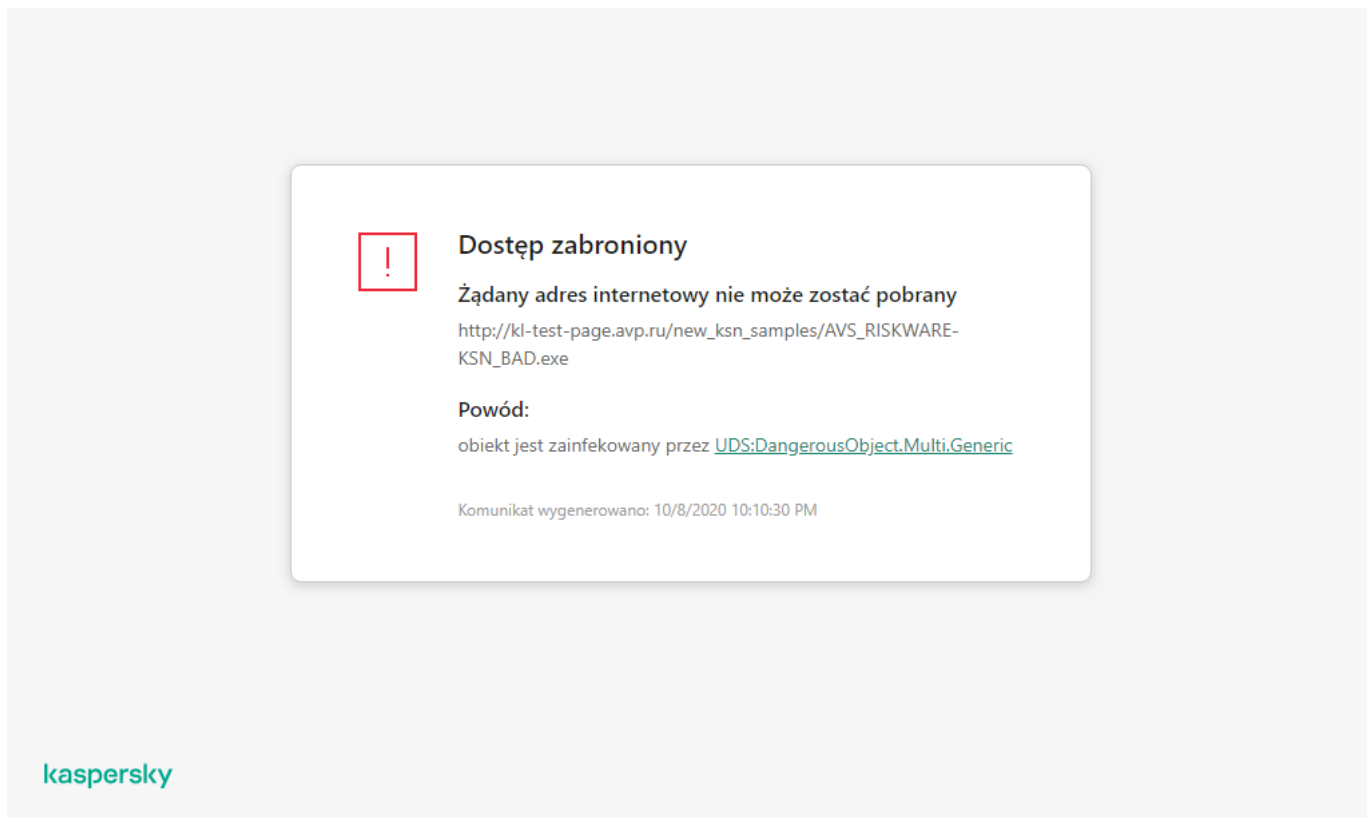 Dostęp zabroniony
Żądany adres internetowy nie może zostać pobrany
http://kl-test-page.avp.ru/new_ksn_samples/AVS_RISKWARE-
KSN_BAD.exe
Powód:
obiekt jest zainfekowany przez UDS:DangerousObject.Multi.Generic
Komunikat wygenerowano: 10/8/2020 10:10:30 PM
kaspersky